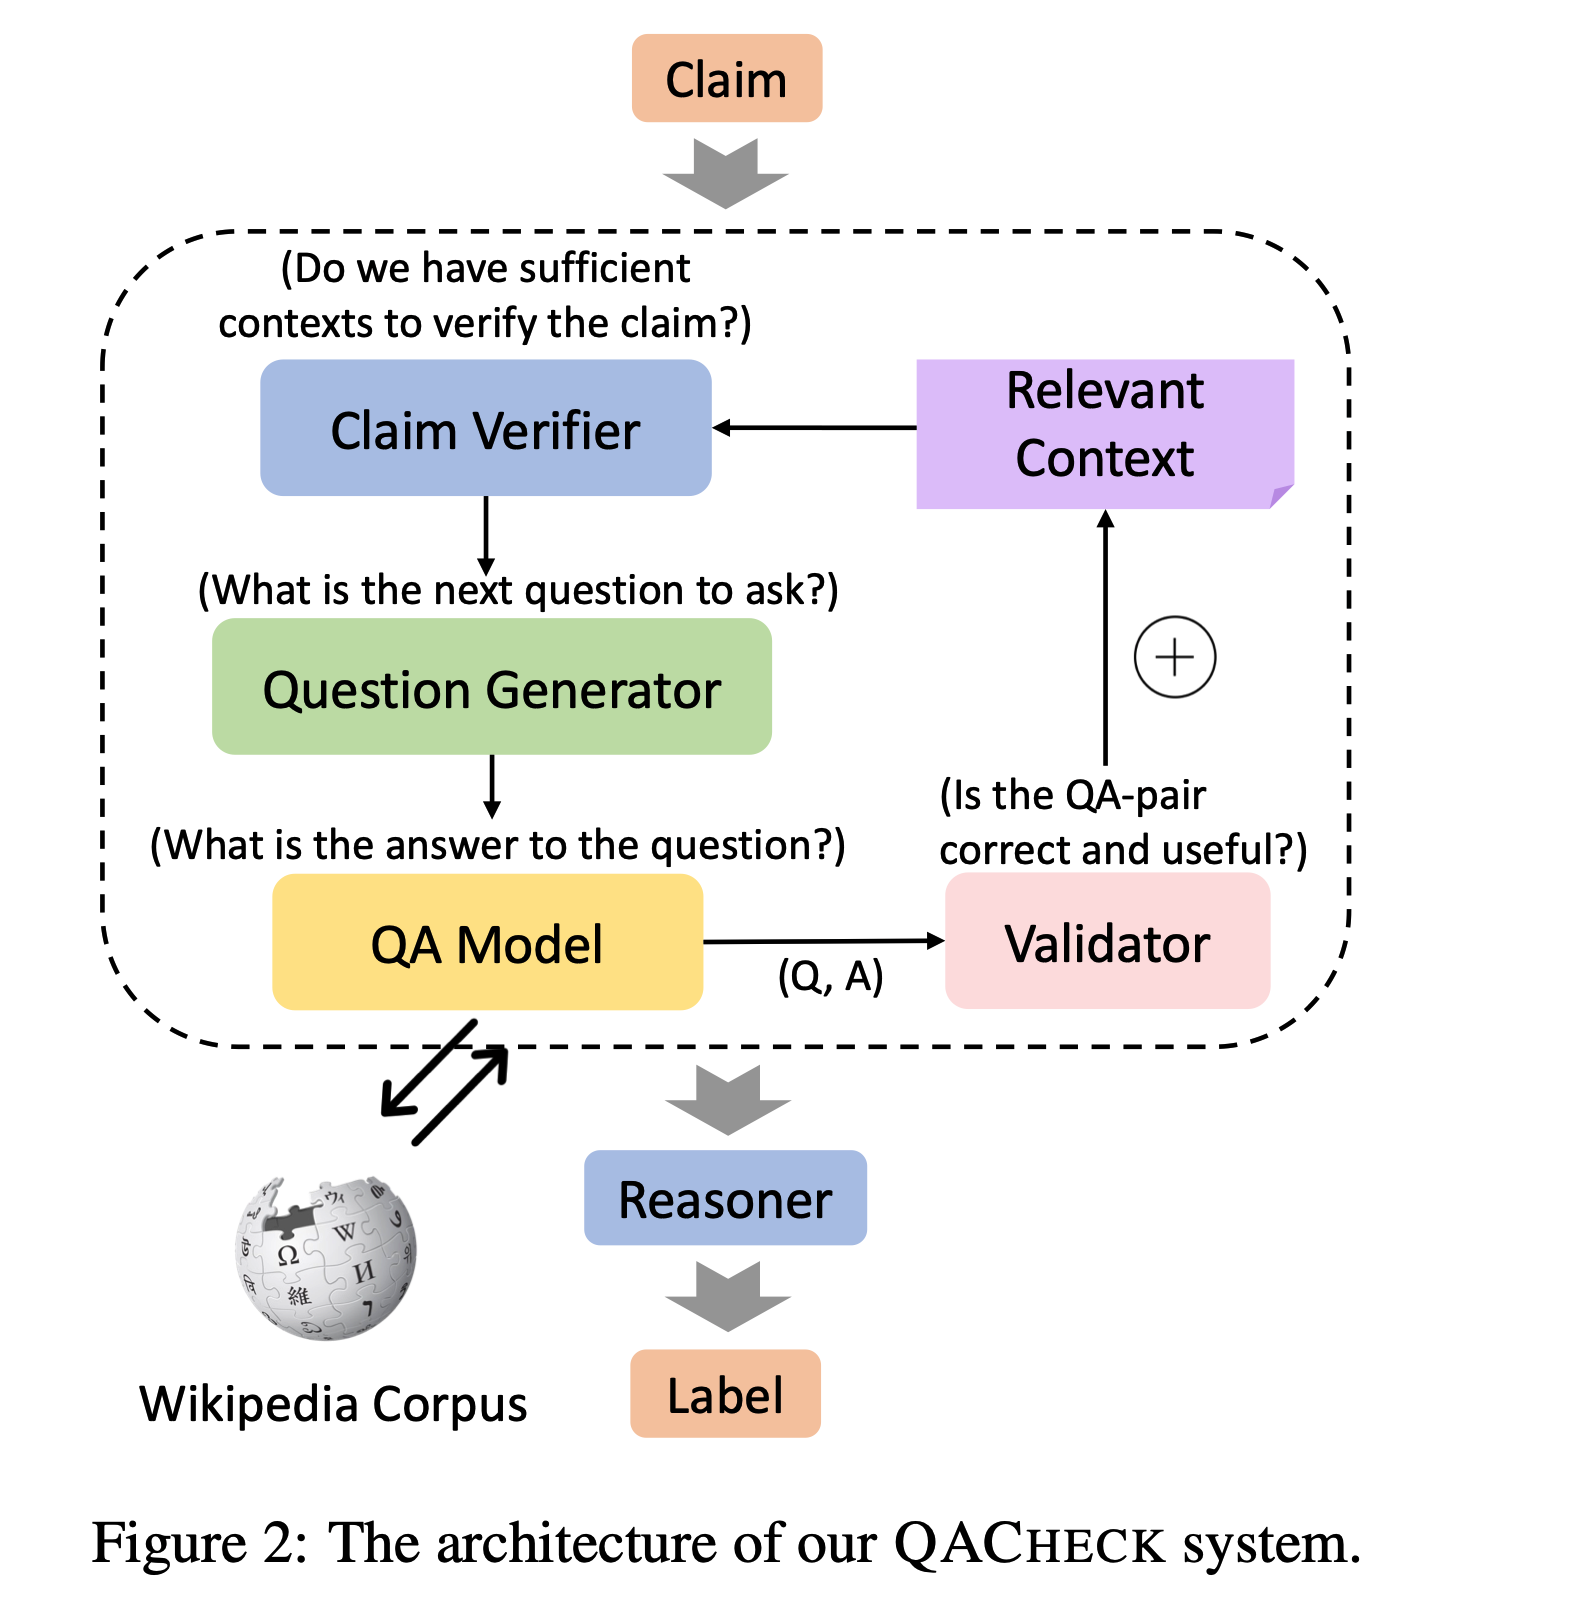 Claim
(Do we have sufficient
contexts to verify the claim?)
Claim Verifier
Relevant
Context
(What is the next question to ask?)
Question Generator
(What is the answer to the question?)
QA Model
(Q, A)
(Is the QA-pair
correct and useful?)
Validator
Reasoner
Ω
W
И
維
Wikipedia Corpus
Label
Figure 2: The architecture of our QACHECK system.